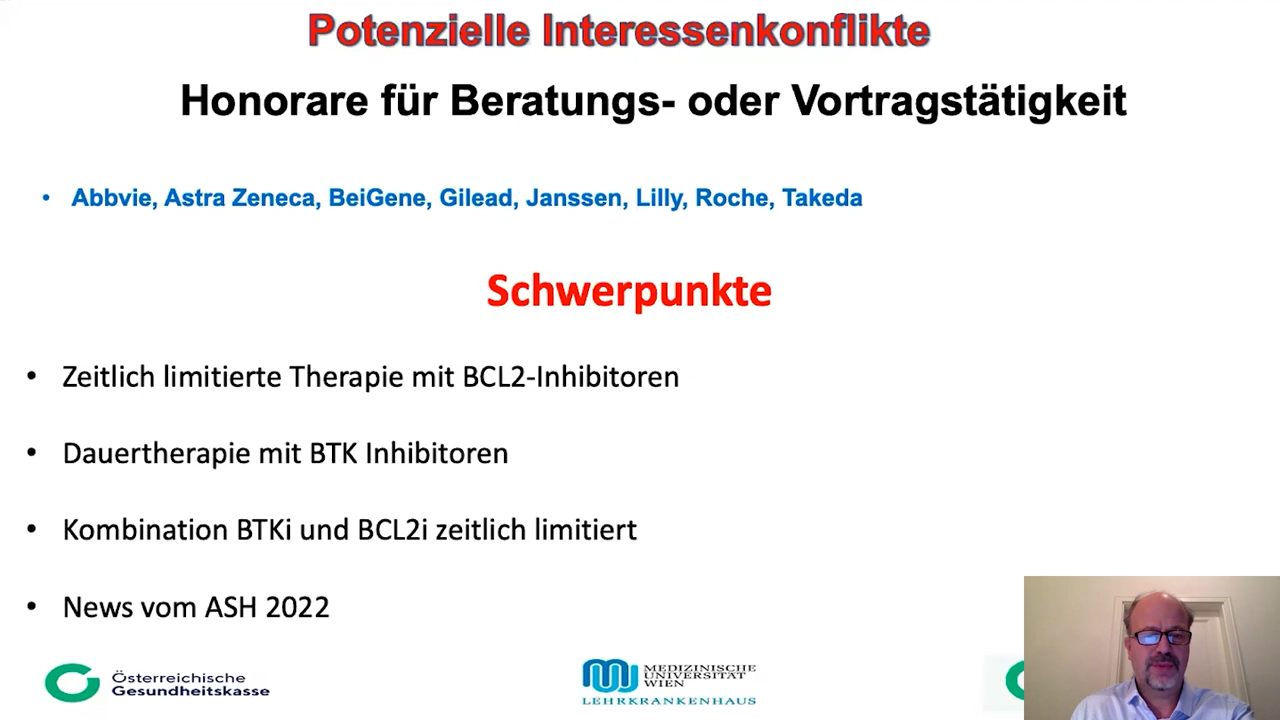 Potenzielle Interessenkonflikte
Honorare für Beratungs- oder Vortragstätigkeit
• Abbvie, Astra Zeneca, BeiGene, Gilead, Janssen, Lilly, Roche, Takeda
Schwerpunkte
• Zeitlich limitierte Therapie mit BCL2-Inhibitoren
• Dauertherapie mit BTK Inhibitoren
• Kombination BTKi und BCL2i zeitlich limitiert
• News vom ASH 2022
Österreichische
Gesundheitskasse
MEDIZINISCHE
UNIVERSITÄT
WIEN
LEHRKRANKENHAUS